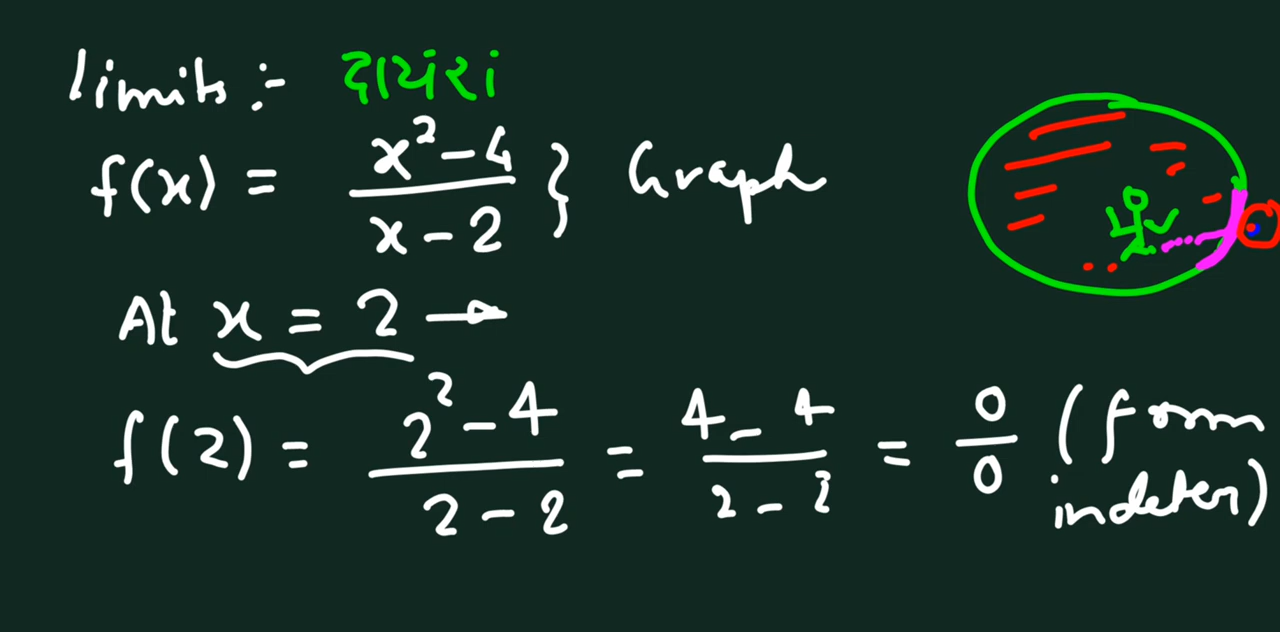 limits :- दायंरा
f(x) = (x² - 4) / (x - 2) } Graph
At x = 2 →
f(2) = (2² - 4) / (2 - 2) = (4 - 4) / (2 - 2) = 0/0 (form
indeter)